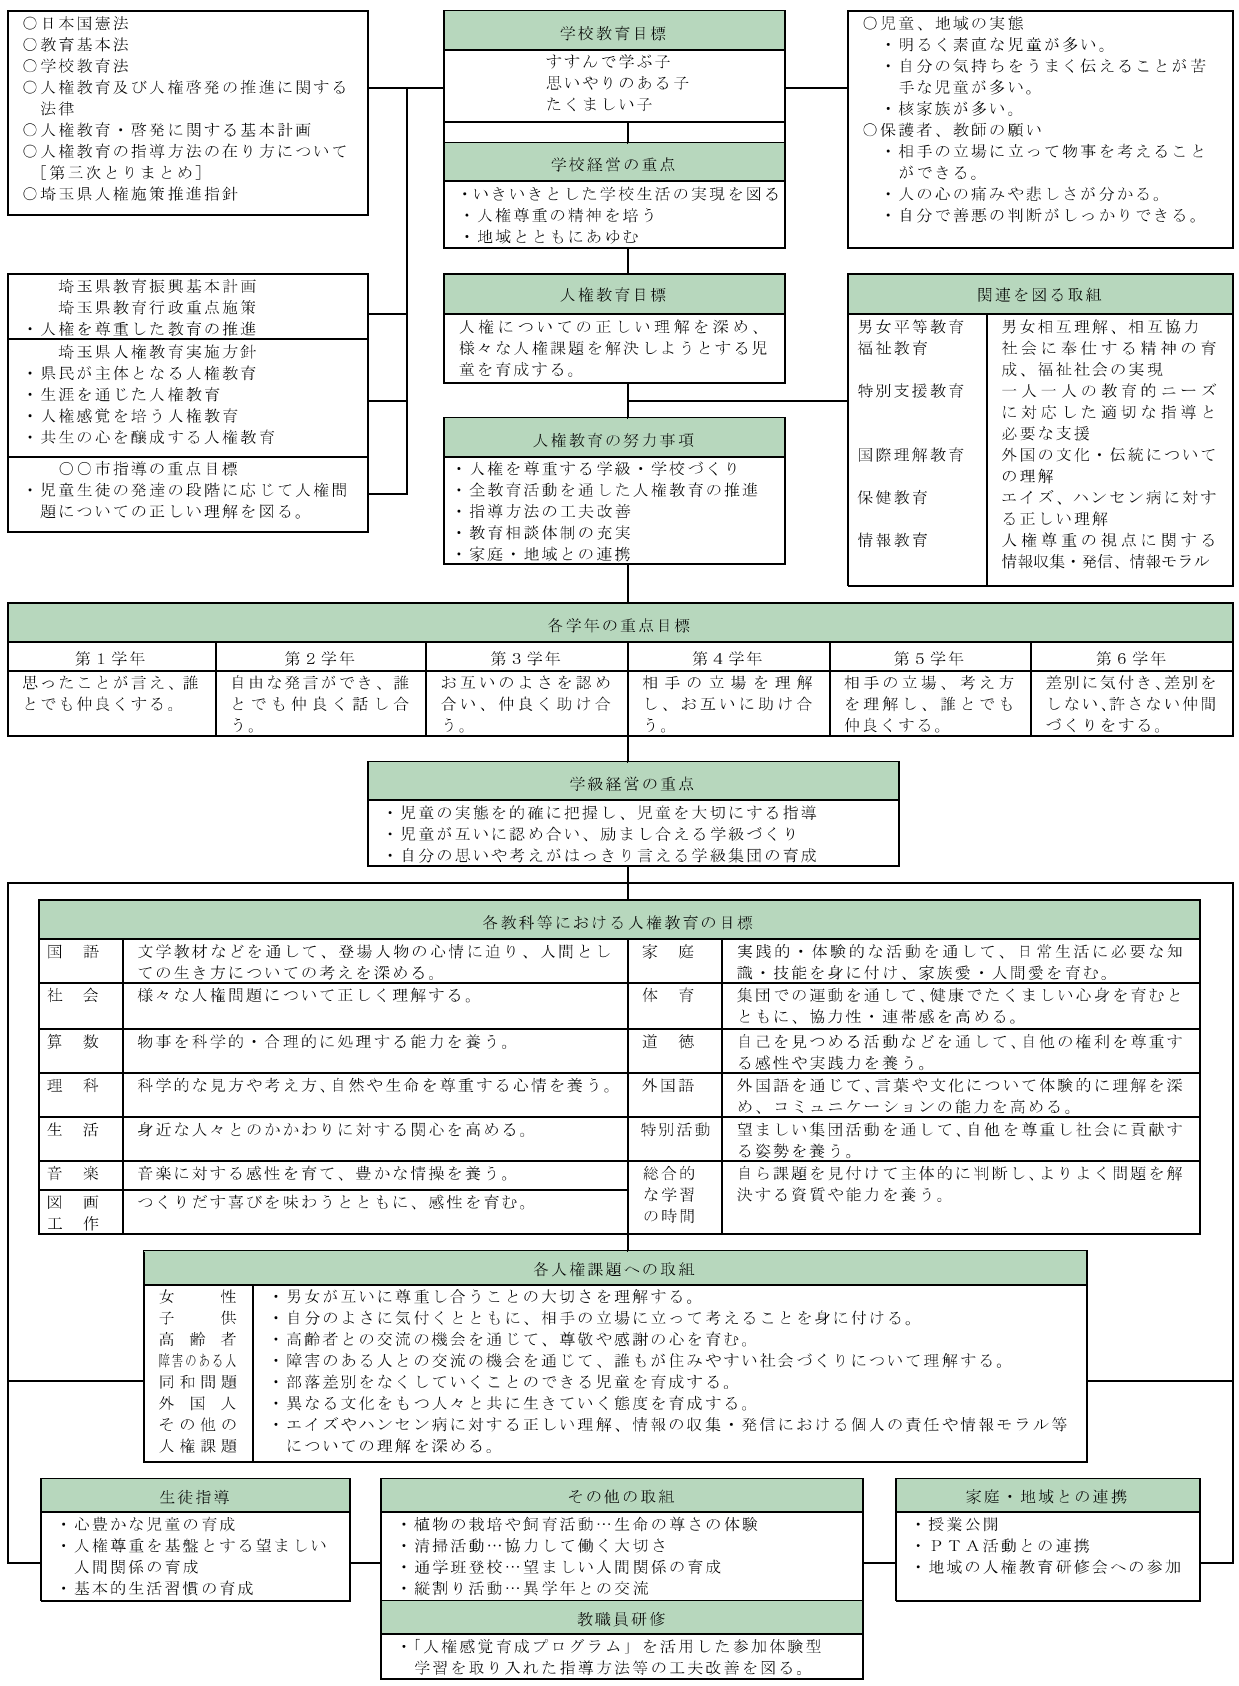 ○日本国憲法
○教育基本法
○学校教育法
○人権教育及び人権啓発の推進に関する
法律
○人権教育・啓発に関する基本計画
○人権教育の指導方法の在り方について
［第三次とりまとめ］
○埼玉県人権施策推進指針
学校教育目標
すすんで学ぶ子
思いやりのある子
たくましい子
学校経営の重点
・いきいきとした学校生活の実現を図る
・人権尊重の精神を培う
・地域とともにあゆむ
○児童、地域の実態
・明るく素直な児童が多い。
・自分の気持ちをうまく伝えることが苦
手な児童が多い。
・核家族が多い。
○保護者、教師の願い
・相手の立場に立って物事を考えること
ができる。
・人の心の痛みや悲しさが分かる。
・自分で善悪の判断がしっかりできる。
埼玉県教育振興基本計画
埼玉県教育行政重点施策
・人権を尊重した教育の推進
埼玉県人権教育実施方針
・県民が主体となる人権教育
・生涯を通じた人権教育
・人権感覚を培う人権教育
・共生の心を醸成する人権教育
○○市指導の重点目標
・児童生徒の発達の段階に応じて人権問
題についての正しい理解を図る。
人権教育目標
人権についての正しい理解を深め、
様々な人権課題を解決しようとする児
童を育成する。
人権教育の努力事項
・人権を尊重する学級・学校づくり
・全教育活動を通した人権教育の推進
・指導方法の工夫改善
・教育相談体制の充実
・家庭・地域との連携
関連を図る取組
男女平等教育 男女相互理解、相互協力
福祉教育 社会に奉仕する精神の育
成、福祉社会の実現
特別支援教育 一人一人の教育的ニーズ
に対応した適切な指導と
必要な支援
国際理解教育 外国の文化・伝統について
の理解
保健教育 エイズ、ハンセン病に対す
る正しい理解
情報教育 人権尊重の視点に関する
情報収集・発信、情報モラル
各学年の重点目標
第１学年
思ったことが言え、誰
とでも仲良くする。
第２学年
自由な発言ができ、誰
とでも仲良く話し合
う。
第３学年
お互いのよさを認め
合い、仲良く助け合
う。
第４学年
相手の立場を理解
し、お互いに助け合
う。
第５学年
相手の立場、考え方
を理解し、誰とでも
仲良くする。
第６学年
差別に気付き、差別を
しない、許さない仲間
づくりをする。
学級経営の重点
・児童の実態を的確に把握し、児童を大切にする指導
・児童が互いに認め合い、励まし合える学級づくり
・自分の思いや考えがはっきり言える学級集団の育成
各教科等における人権教育の目標
国　語 文学教材などを通して、登場人物の心情に迫り、人間とし
ての生き方についての考えを深める。
社　会 様々な人権問題について正しく理解する。
算　数 物事を科学的・合理的に処理する能力を養う。
理　科 科学的な見方や考え方、自然や生命を尊重する心情を養う。
生　活 身近な人々とのかかわりに対する関心を高める。
音　楽 音楽に対する感性を育て、豊かな情操を養う。
図　画 つくりだす喜びを味わうとともに、感性を育む。
工　作
家　庭 実践的・体験的な活動を通して、日常生活に必要な知
識・技能を身に付け、家族愛・人間愛を育む。
体　育 集団での運動を通して、健康でたくましい心身を育むと
ともに、協力性・連帯感を高める。
道　徳 自己を見つめる活動などを通して、自他の権利を尊重す
る感性や実践力を養う。
外国語 外国語を通じて、言葉や文化について体験的に理解を深
め、コミュニケーションの能力を高める。
特別活動 望ましい集団活動を通して、自他を尊重し社会に貢献す
る姿勢を養う。
総合的 自ら課題を見付けて主体的に判断し、よりよく問題を解
な学習 決する資質や能力を養う。
の時間
各人権課題への取組
女　性 ・男女が互いに尊重し合うことの大切さを理解する。
子　供 ・自分のよさに気付くとともに、相手の立場に立って考えることを身に付ける。
高齢者 ・高齢者との交流の機会を通じて、尊敬や感謝の心を育む。
障害のある人 ・障害のある人との交流の機会を通じて、誰もが住みやすい社会づくりについて理解する。
同和問題 ・部落差別をなくしていくことのできる児童を育成する。
外国人 ・異なる文化をもつ人々と共に生きていく態度を育成する。
その他の ・エイズやハンセン病に対する正しい理解、情報の収集・発信における個人の責任や情報モラル等
人権課題 についての理解を深める。
生徒指導
・心豊かな児童の育成
・人権尊重を基盤とする望ましい
人間関係の育成
・基本的生活習慣の育成
その他の取組
・植物の栽培や飼育活動…生命の尊さの体験
・清掃活動…協力して働く大切さ
・通学班登校…望ましい人間関係の育成
・縦割り活動…異学年との交流
教職員研修
・「人権感覚育成プログラム」を活用した参加体験型
学習を取り入れた指導方法等の工夫改善を図る。
家庭・地域との連携
・授業公開
・ＰＴＡ活動との連携
・地域の人権教育研修会への参加